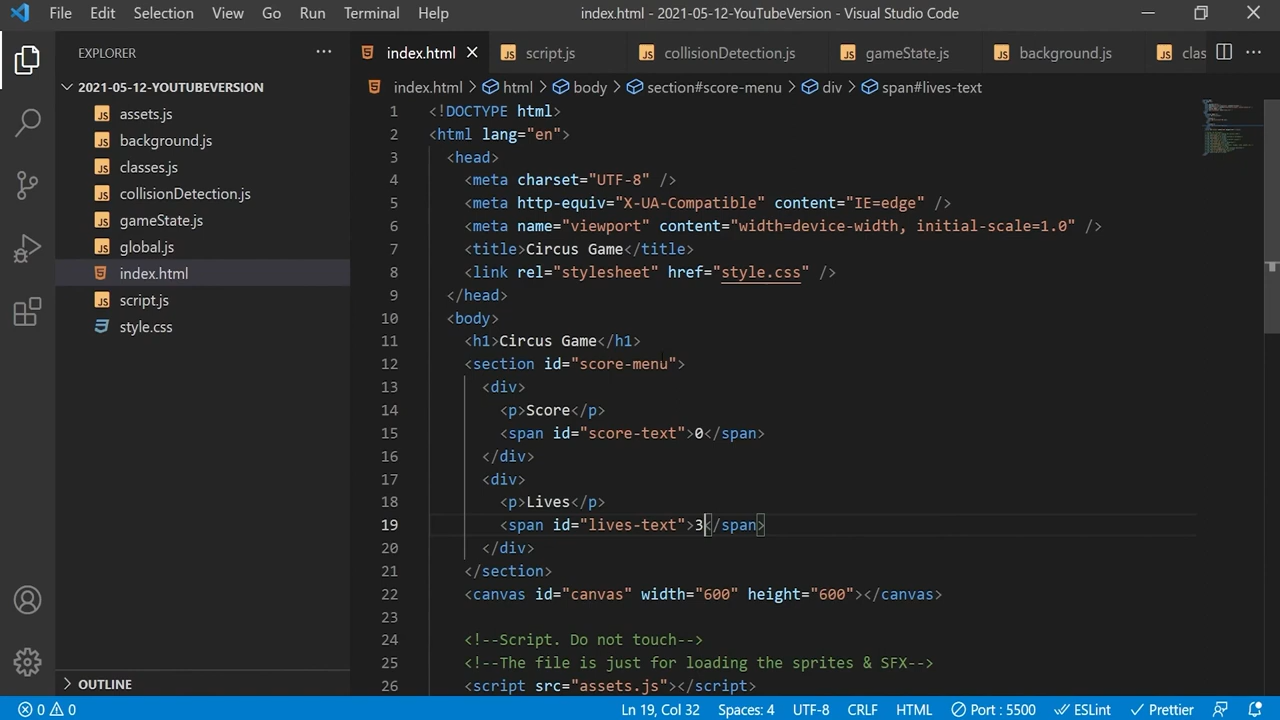 File Edit Selection View Go Run Terminal Help index.html - 2021-05-12-YouTubeVersion - Visual Studio Code
EXPLORER
2021-05-12-YOUTUBEVERSION
assets.js
background.js
classes.js
collisionDetection.js
gameState.js
global.js
index.html
script.js
style.css
OUTLINE
index.html script.js collisionDetection.js gameState.js background.js clas
index.html > html > body > section#score-menu > div > span#lives-text
1 <!DOCTYPE html>
2 <html lang="en">
3 <head>
4 <meta charset="UTF-8" />
5 <meta http-equiv="X-UA-Compatible" content="IE=edge" />
6 <meta name="viewport" content="width=device-width, initial-scale=1.0" />
7 <title>Circus Game</title>
8 <link rel="stylesheet" href="style.css" />
9 </head>
10 <body>
11 <h1>Circus Game</h1>
12 <section id="score-menu">
13 <div>
14 <p>Score</p>
15 <span id="score-text">0</span>
16 </div>
17 <div>
18 <p>Lives</p>
19 <span id="lives-text">3</span>
20 </div>
21 </section>
22 <canvas id="canvas" width="600" height="600"></canvas>
23
24 <!--Script. Do not touch-->
25 <!--The file is just for loading the sprites & SFX-->
26 <script src="assets.js"></script>
0 0 Ln 19, Col 32 Spaces: 4 UTF-8 CRLF HTML Port : 5500 ESLint Prettier